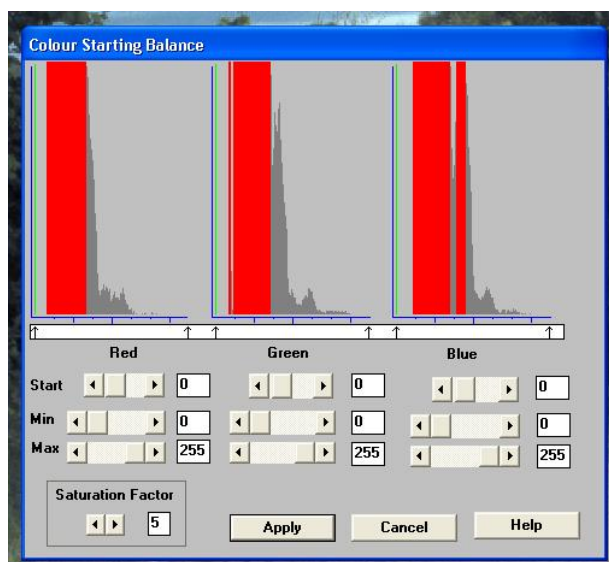 Colour Starting Balance
Red Green Blue
Start 0 0 0
Min 0 0 0
Max 255 255 255
Saturation Factor
5
Apply Cancel Help